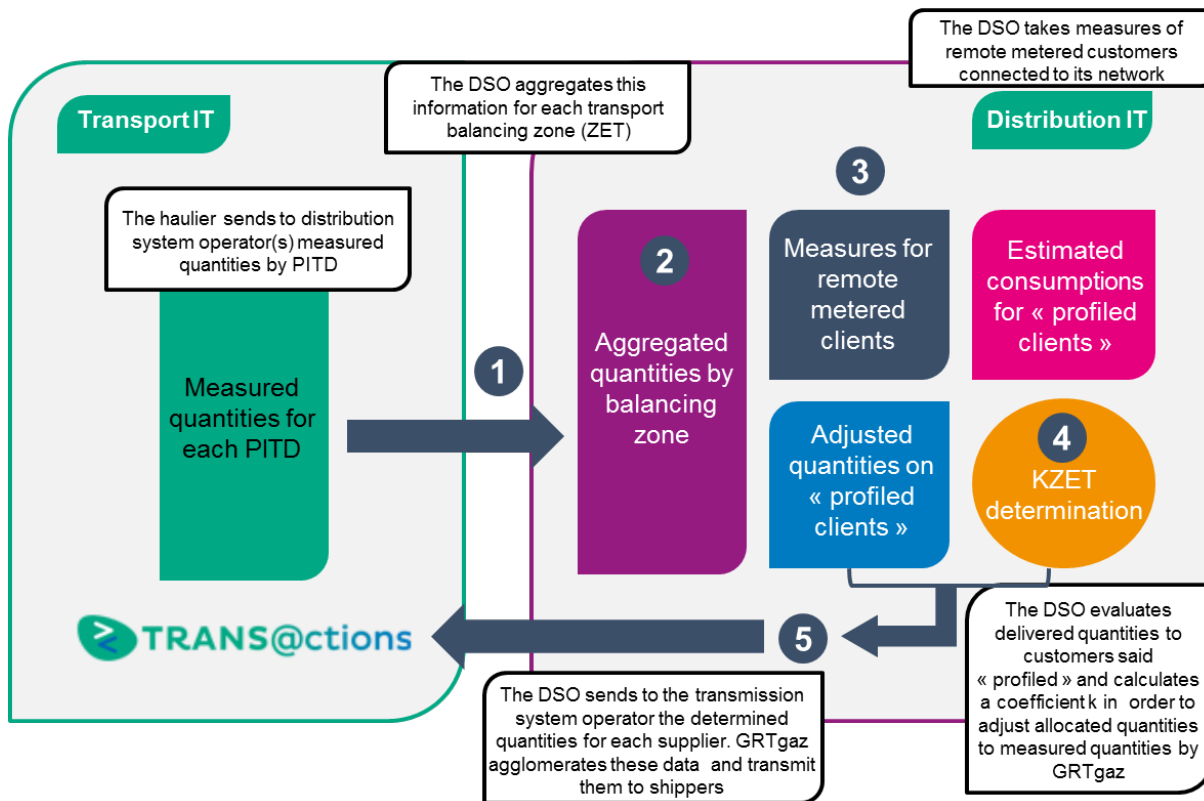 The DSO takes measures of
remote metered customers
connected to its network
The DSO aggregates this
information for each transport
balancing zone (ZET)
Transport IT
Distribution IT
The haulier sends to distribution
system operator(s) measured
quantities by PITD
3
2
Measures for
remote
metered
clients
Estimated
consumptions
for « profiled
clients »
1
Aggregated
quantities by
balancing
zone
Measured
quantities for
each PITD
Adjusted
quantities on
« profiled
clients »
4
KZET
determination
TRANS@ctions
5
The DSO sends to the transmission
system operator the determined
quantities for each supplier. GRTgaz
agglomerates these data and transmit
them to shippers
The DSO evaluates
delivered quantities to
customers said
« profiled » and calculates
a coefficient k in order to
adjust allocated quantities
to measured quantities by
GRTgaz